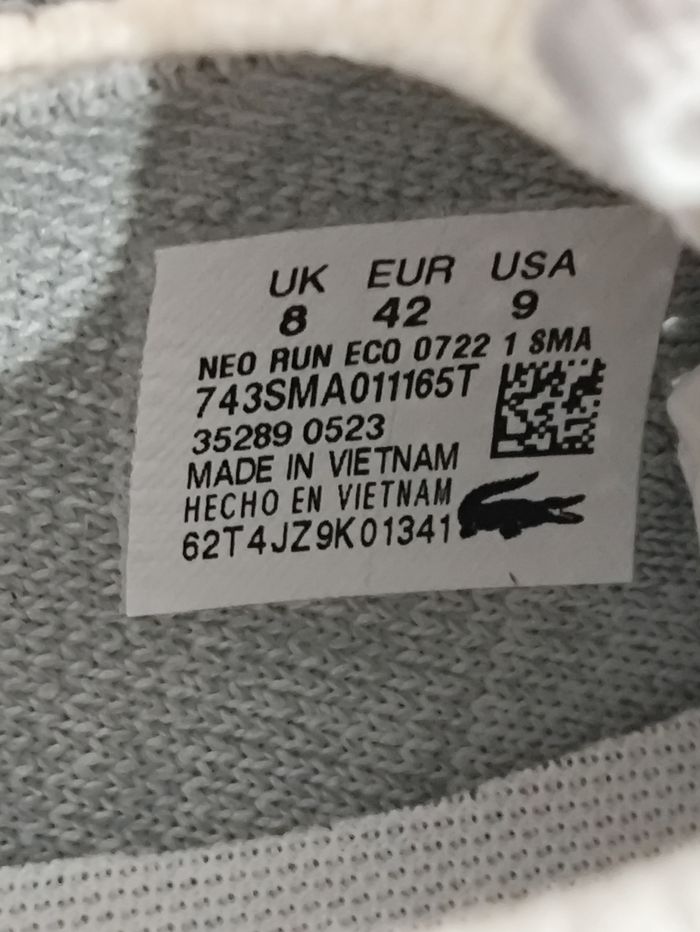 UK EUR USA
8 42 9
NEO RUN ECO 0722 1 SMA
743SMA011165T
35289 0523
MADE IN VIETNAM
HECHO EN VIETNAM
62T4JZ9K01341